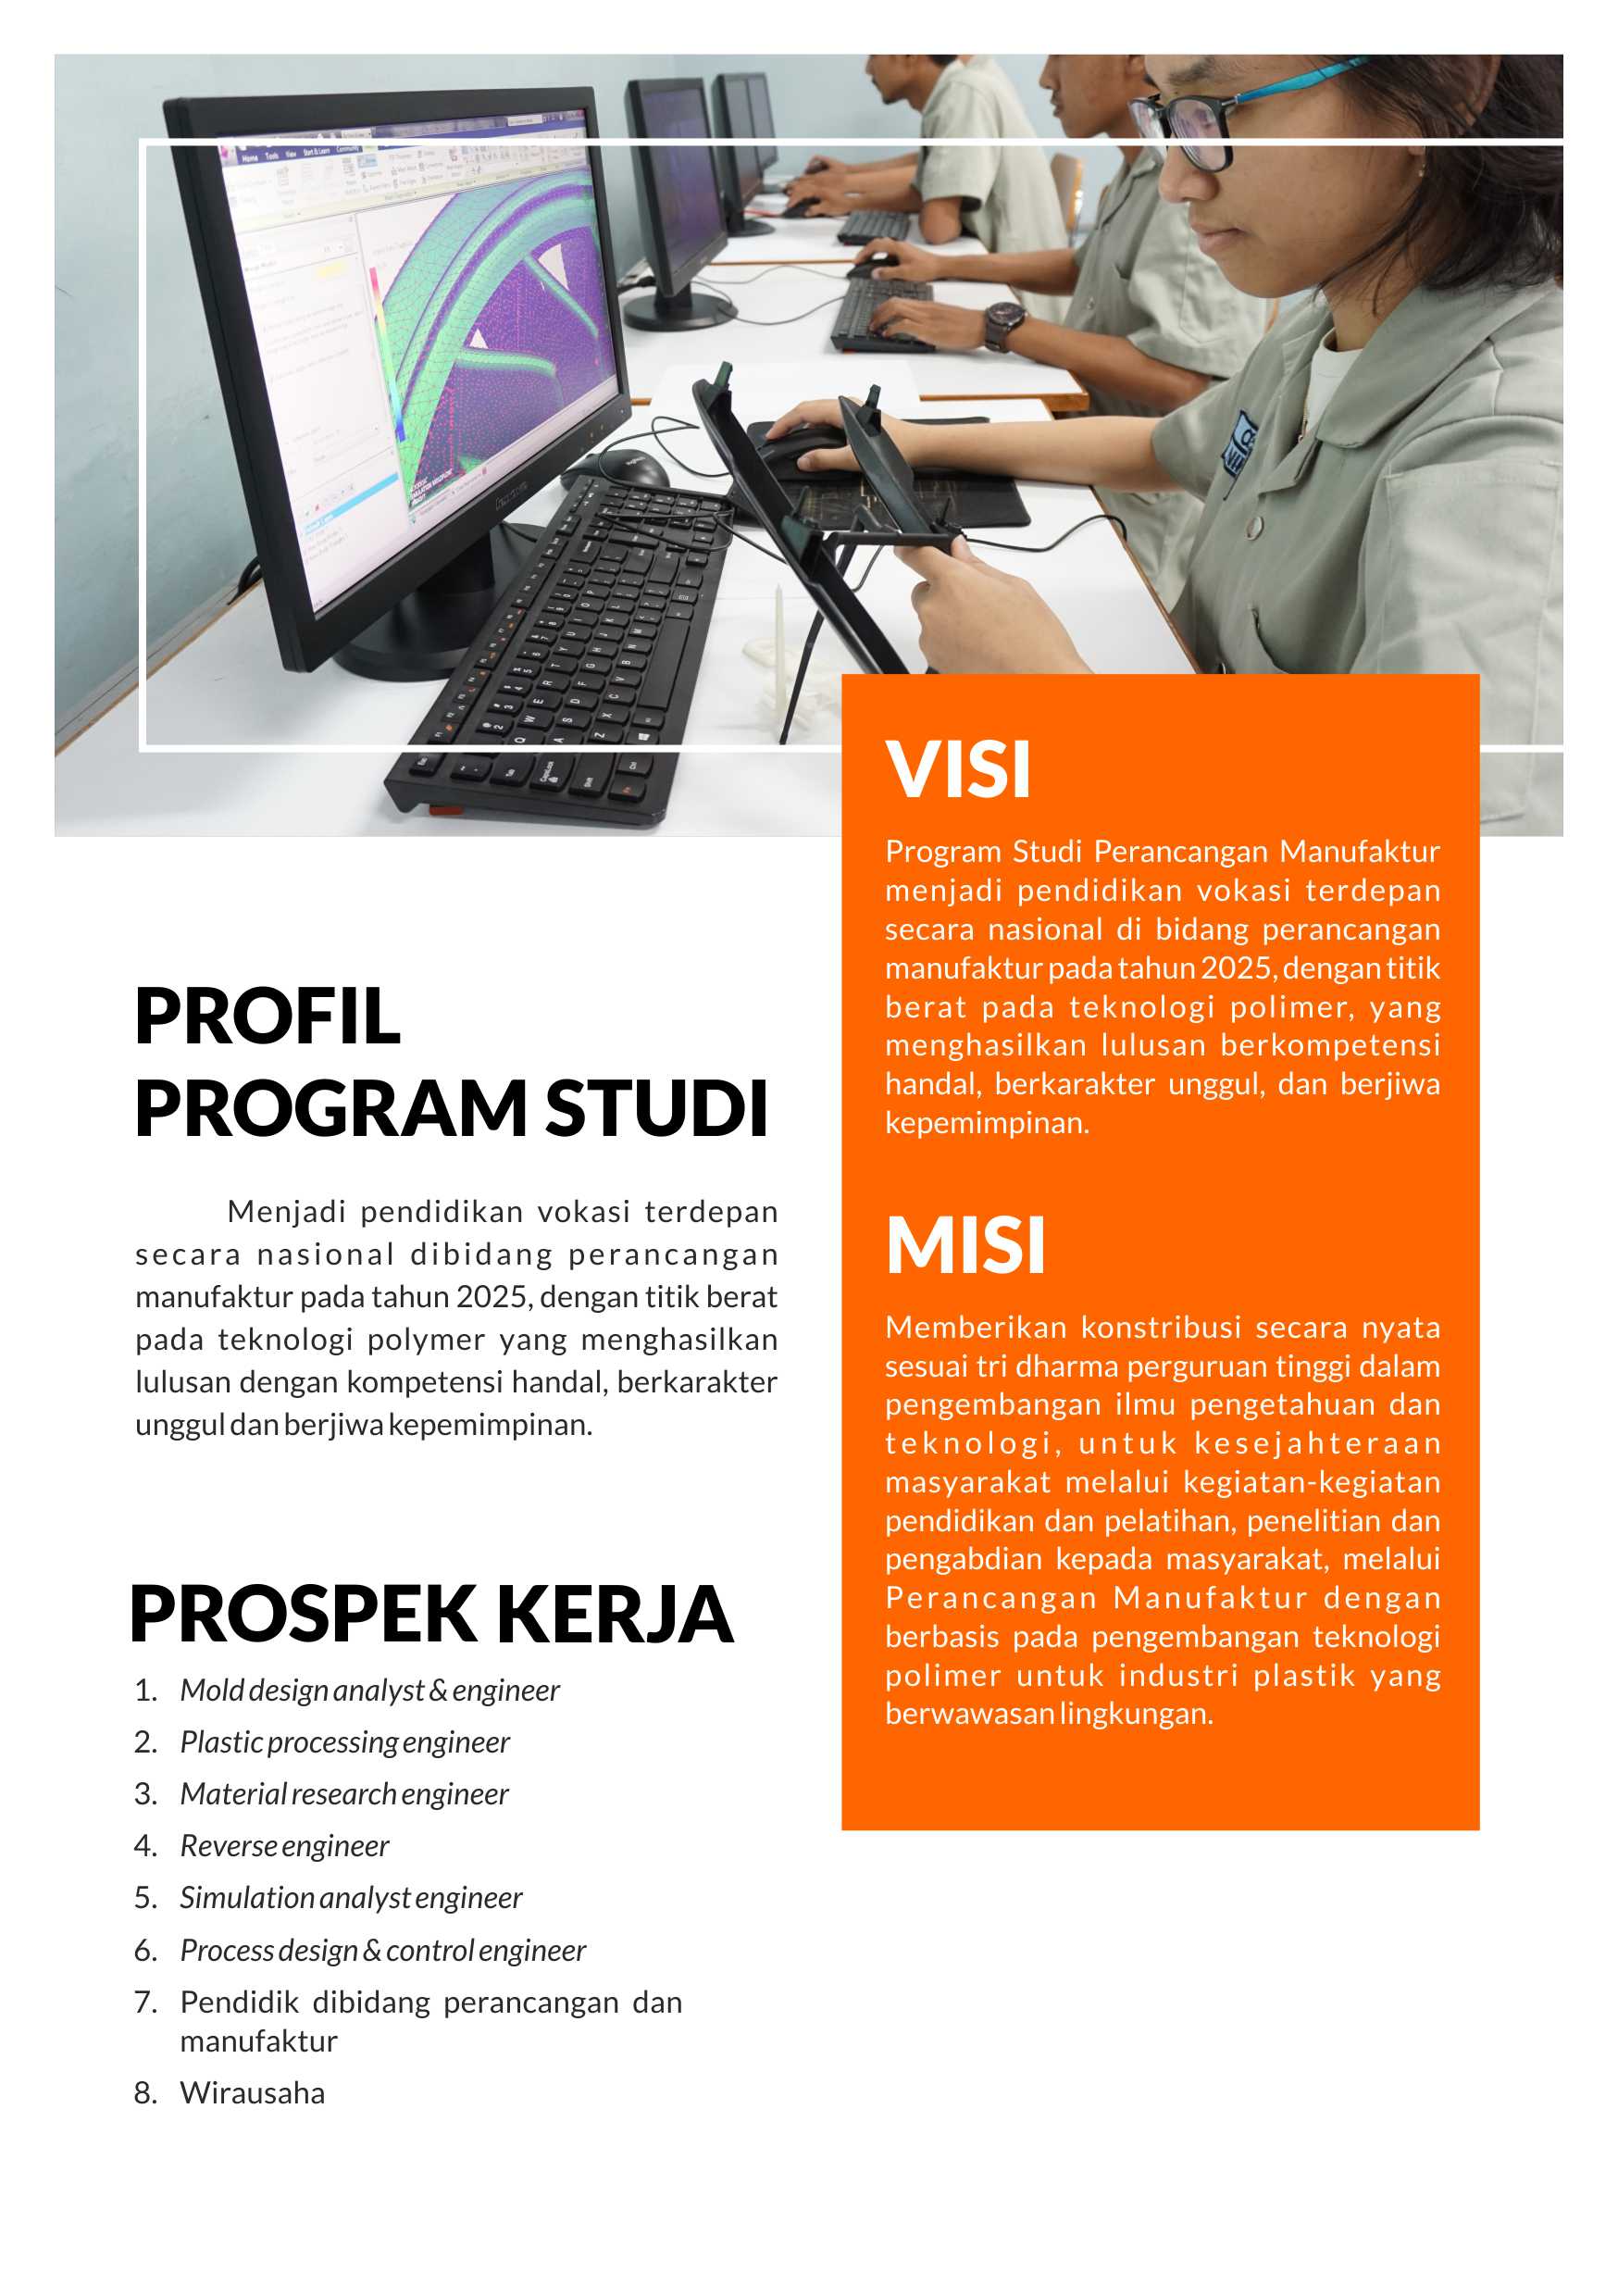 Home Tools View Start & Learn Community
PROFIL
PROGRAM STUDI
Menjadi pendidikan vokasi terdepan
secara nasional dibidang perancangan
manufaktur pada tahun 2025, dengan titik berat
pada teknologi polymer yang menghasilkan
lulusan dengan kompetensi handal, berkarakter
unggul dan berjiwa kepemimpinan.
PROSPEK KERJA
1. Mold design analyst & engineer
2. Plastic processing engineer
3. Material research engineer
4. Reverse engineer
5. Simulation analyst engineer
6. Process design & control engineer
7. Pendidik dibidang perancangan dan
manufaktur
8. Wirausaha
VISI
Program Studi Perancangan Manufaktur
menjadi pendidikan vokasi terdepan
secara nasional di bidang perancangan
manufaktur pada tahun 2025, dengan titik
berat pada teknologi polimer, yang
menghasilkan lulusan berkompetensi
handal, berkarakter unggul, dan berjiwa
kepemimpinan.
MISI
Memberikan konstribusi secara nyata
sesuai tri dharma perguruan tinggi dalam
pengembangan ilmu pengetahuan dan
teknologi, untuk kesejahteraan
masyarakat melalui kegiatan-kegiatan
pendidikan dan pelatihan, penelitian dan
pengabdian kepada masyarakat, melalui
Perancangan Manufaktur dengan
berbasis pada pengembangan teknologi
polimer untuk industri plastik yang
berwawasan lingkungan.